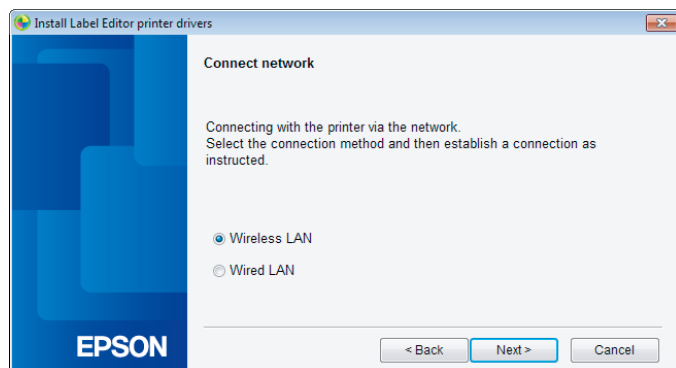 Install Label Editor printer drivers
Connect network
Connecting with the printer via the network.
Select the connection method and then establish a connection as
instructed.
Wireless LAN
Wired LAN
EPSON
< Back
Next >
Cancel